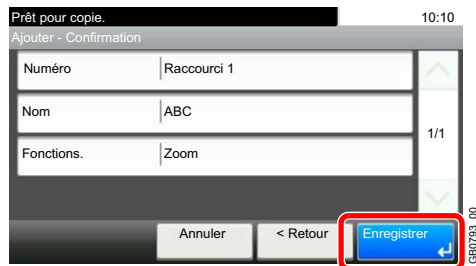 Prêt pour copie. 10:10
Ajouter - Confirmation
Numéro Raccourci 1
Nom ABC
1/1
Fonctions. Zoom
Annuler < Retour Enregistrer
GB0793_00